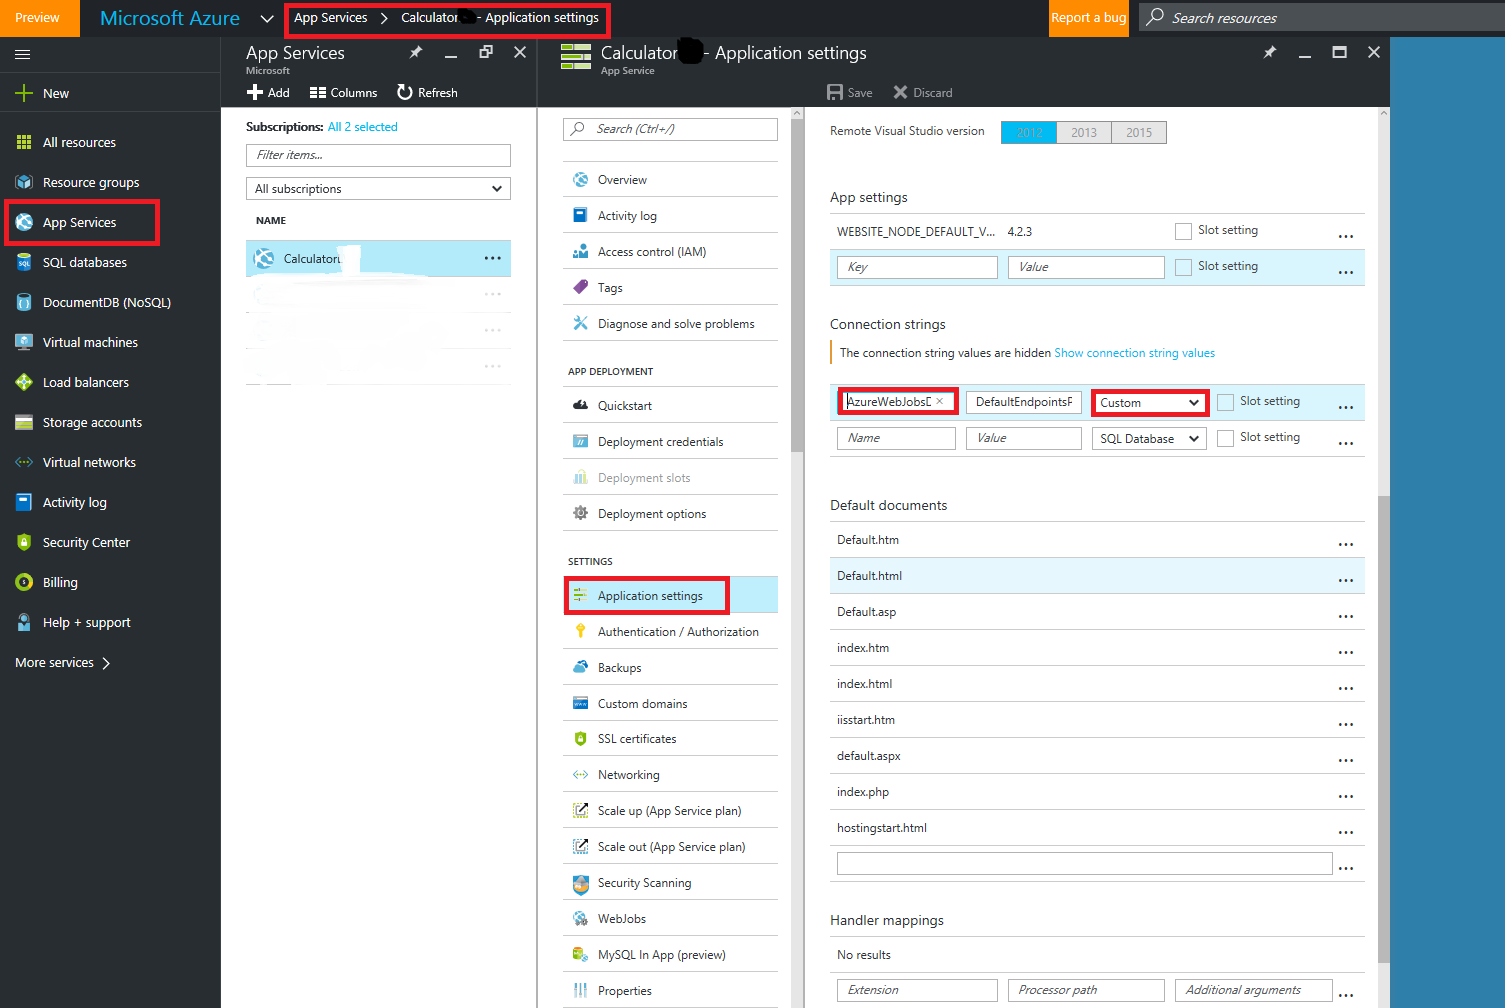 Preview
Microsoft Azure
App Services > Calculator - Application settings
Report a bug
Search resources
New
All resources
Resource groups
App Services
SQL databases
DocumentDB (NoSQL)
Virtual machines
Load balancers
Storage accounts
Virtual networks
Activity log
Security Center
Billing
Help + support
More services >
App Services
Microsoft
Add
Columns
Refresh
Subscriptions: All 2 selected
Filter items...
All subscriptions
NAME
Calculator
Calculator - Application settings
App Service
Search (Ctrl+/)
Overview
Activity log
Access control (IAM)
Tags
Diagnose and solve problems
APP DEPLOYMENT
Quickstart
Deployment credentials
Deployment slots
Deployment options
SETTINGS
Application settings
Authentication / Authorization
Backups
Custom domains
SSL certificates
Networking
Scale up (App Service plan)
Scale out (App Service plan)
Security Scanning
WebJobs
MySQL In App (preview)
Properties
Save
Discard
Remote Visual Studio version 2012 2013 2015
App settings
WEBSITE_NODE_DEFAULT_V... 4.2.3 Slot setting ...
Key Value Slot setting ...
Connection strings
The connection string values are hidden Show connection string values
AzureWebJobsD DefaultEndpointsP Custom Slot setting ...
Name Value SQL Database Slot setting ...
Default documents
Default.htm ...
Default.html ...
Default.asp ...
index.htm ...
index.html ...
iisstart.htm ...
default.aspx ...
index.php ...
hostingstart.html ...
...
Handler mappings
No results
Extension Processor path Additional arguments ...